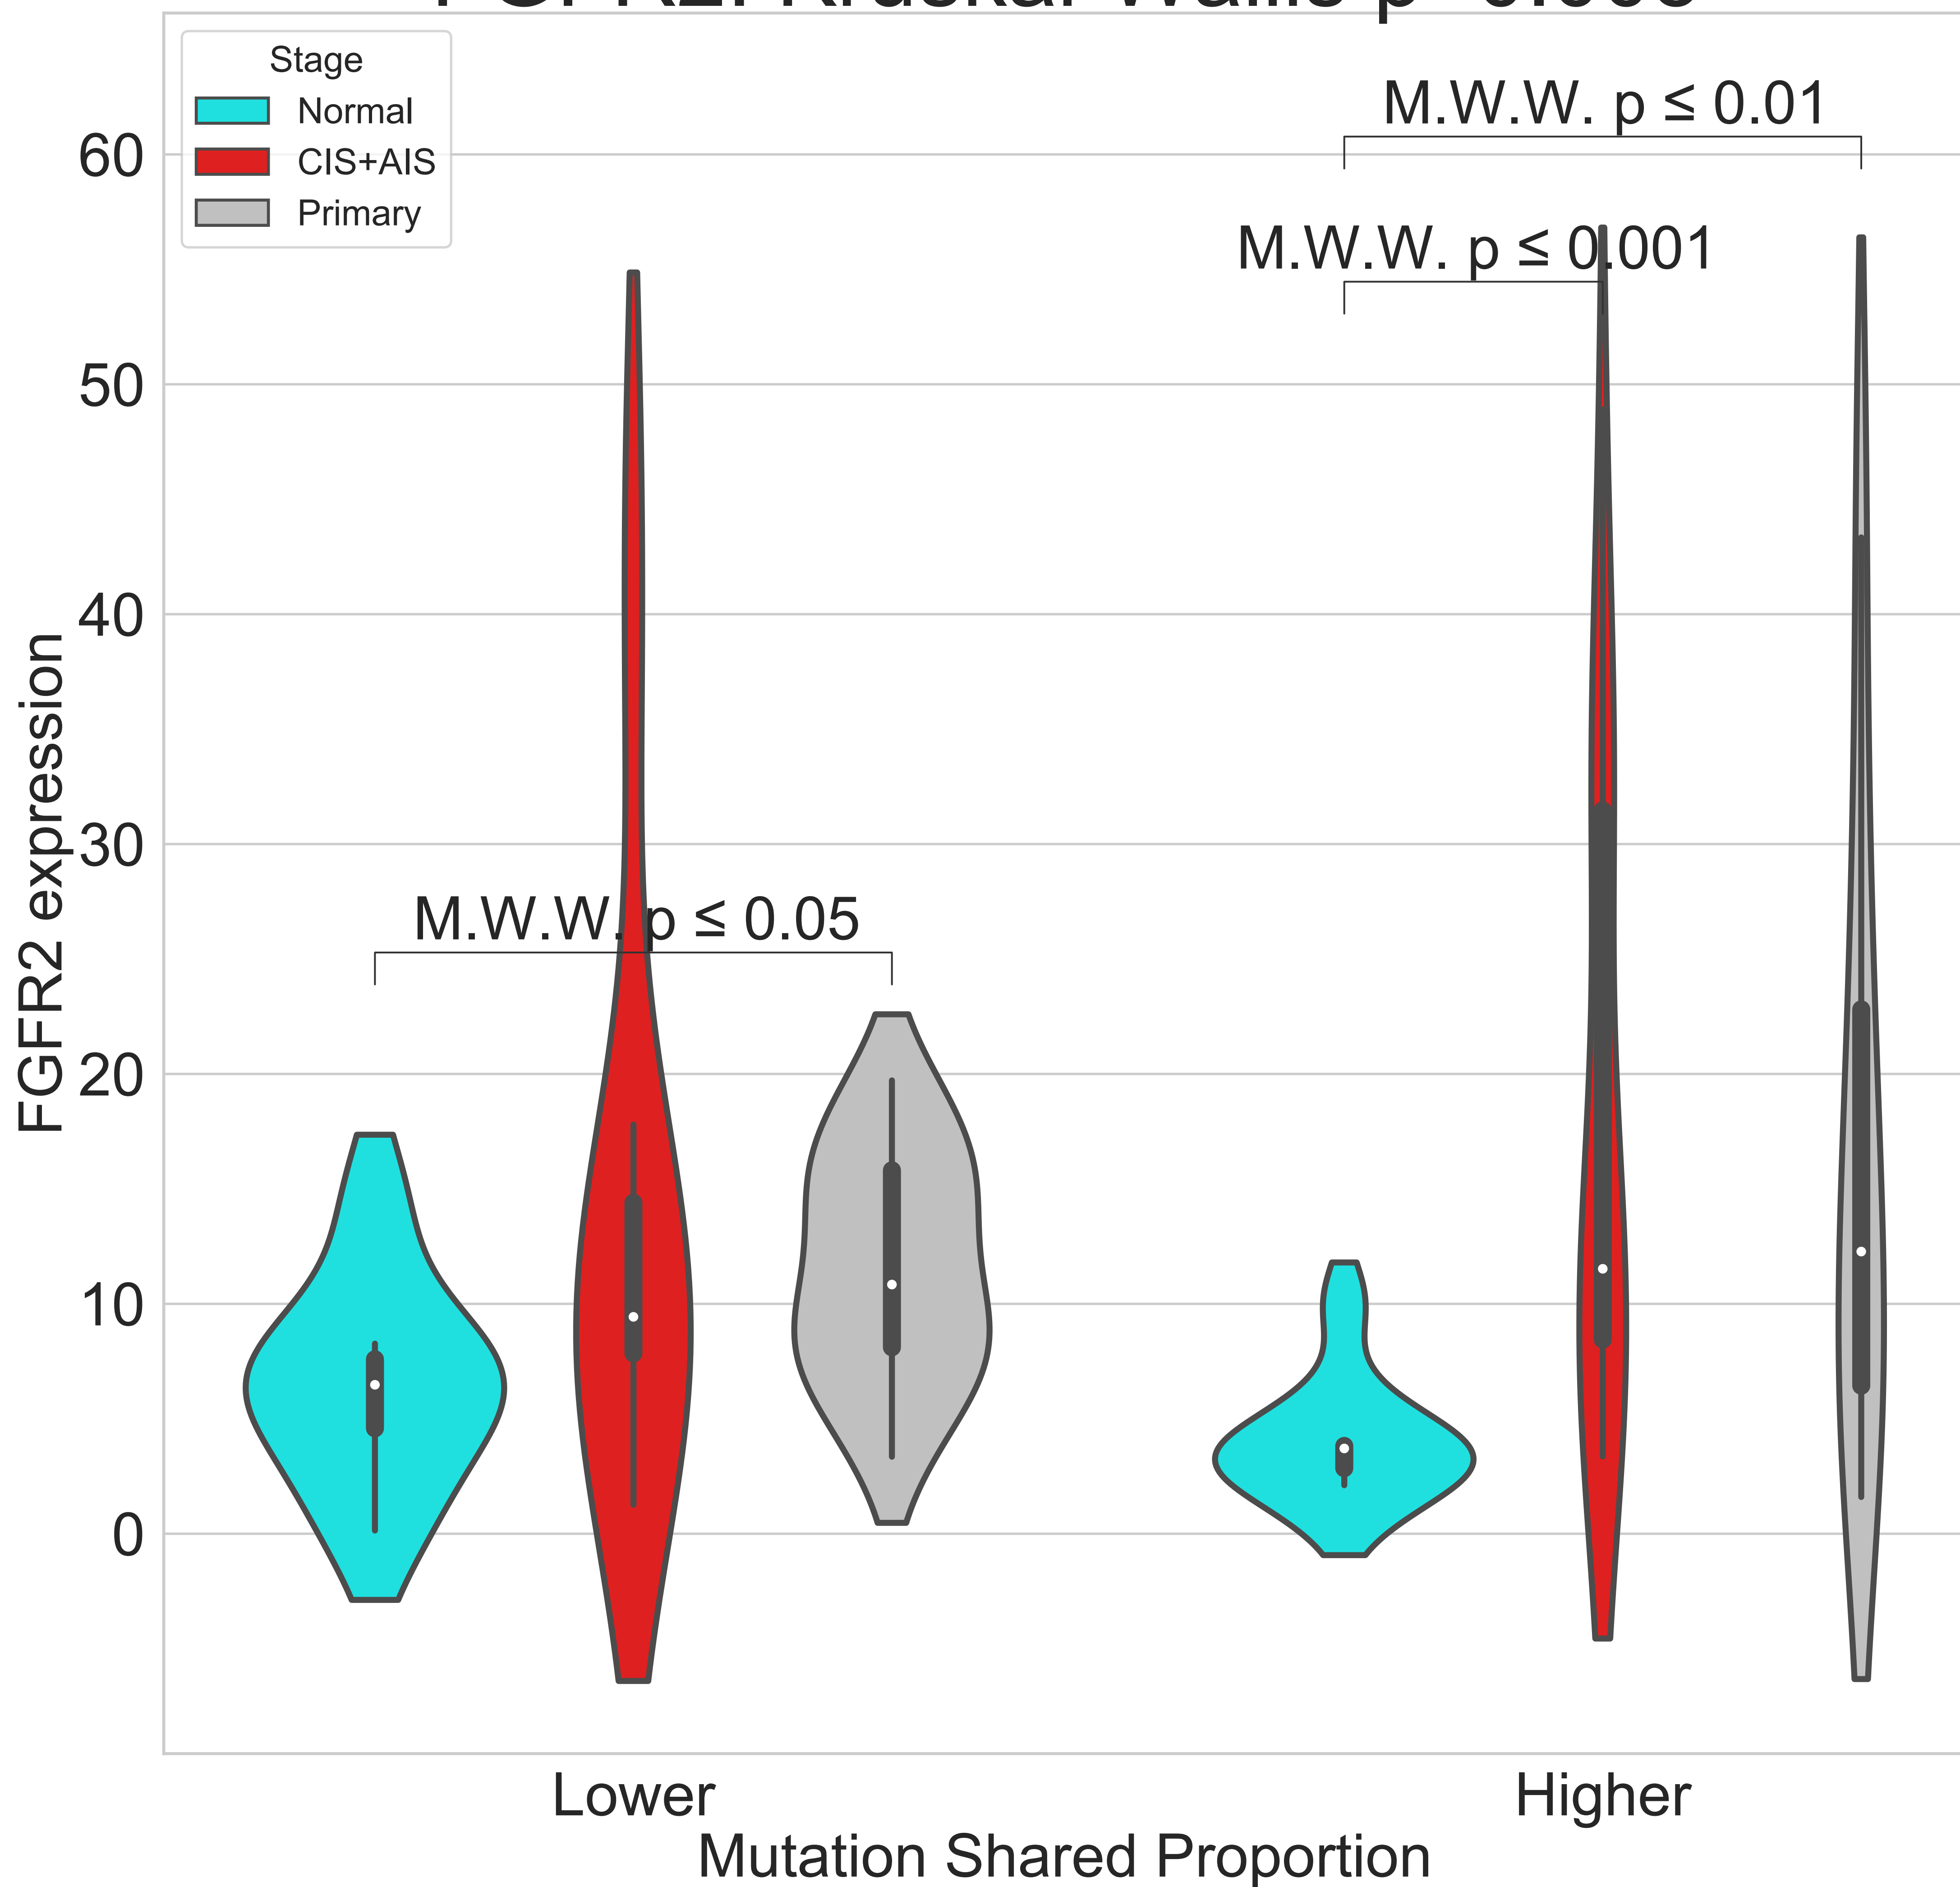 Stage
Normal
CIS+AIS
Primary
M.W.W. p ≤ 0.01
M.W.W. p ≤ 0.001
M.W.W. p ≤ 0.05
60
50
40
30
20
10
0
FGFR2 expression
Lower
Higher
Mutation Shared Proportion